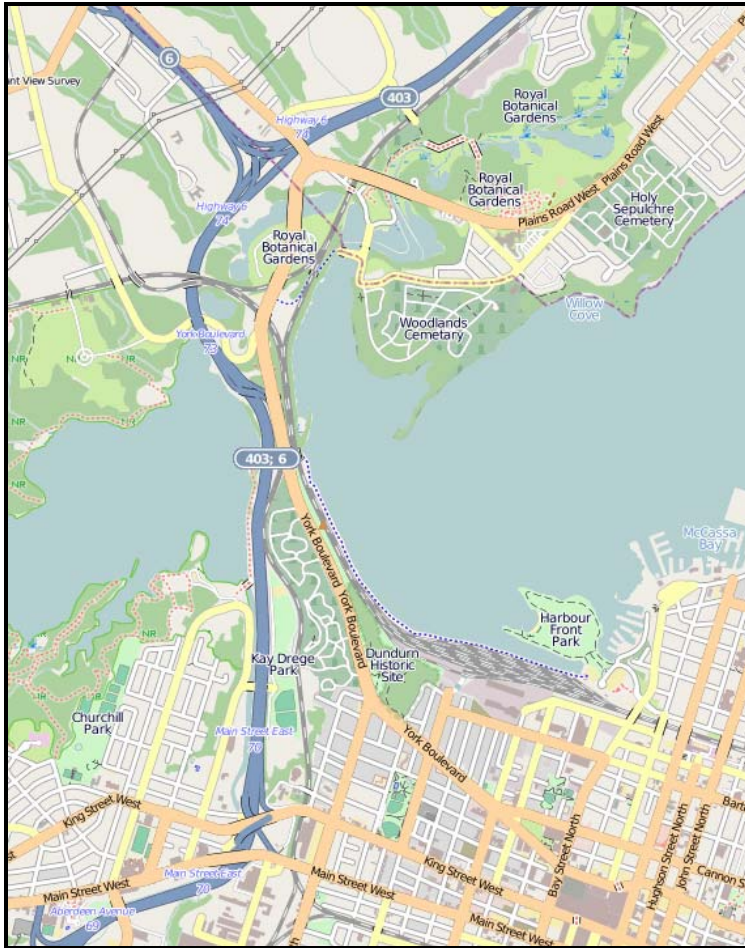 6
ant View Survey
403
Highway 6
74
Royal
Botanical
Gardens
Royal
Botanical
Gardens
Plains Road West
Plains Road West
Holy
Sepulchre
Cemetery
Highway 6
74
Royal
Botanical
Gardens
Willow
Cove
Woodlands
Cemetary
York Boulevard
73
NR
NR
NR
NR
NR
403; 6
York Boulevard
York Boulevard
McCassa
Bay
Harbour
Front
Park
NR
Kay Drege
Park
Dundurn
Historic
Site
Churchill
Park
Main Street East
70
York Boulevard
King Street West
King Street West
Bay Street North
Hughson Street North
John Street North
Bart
Cannon S
Main Street East
70
Main Street West
Main Street West
Main Street West
Aberdeen Avenue
69